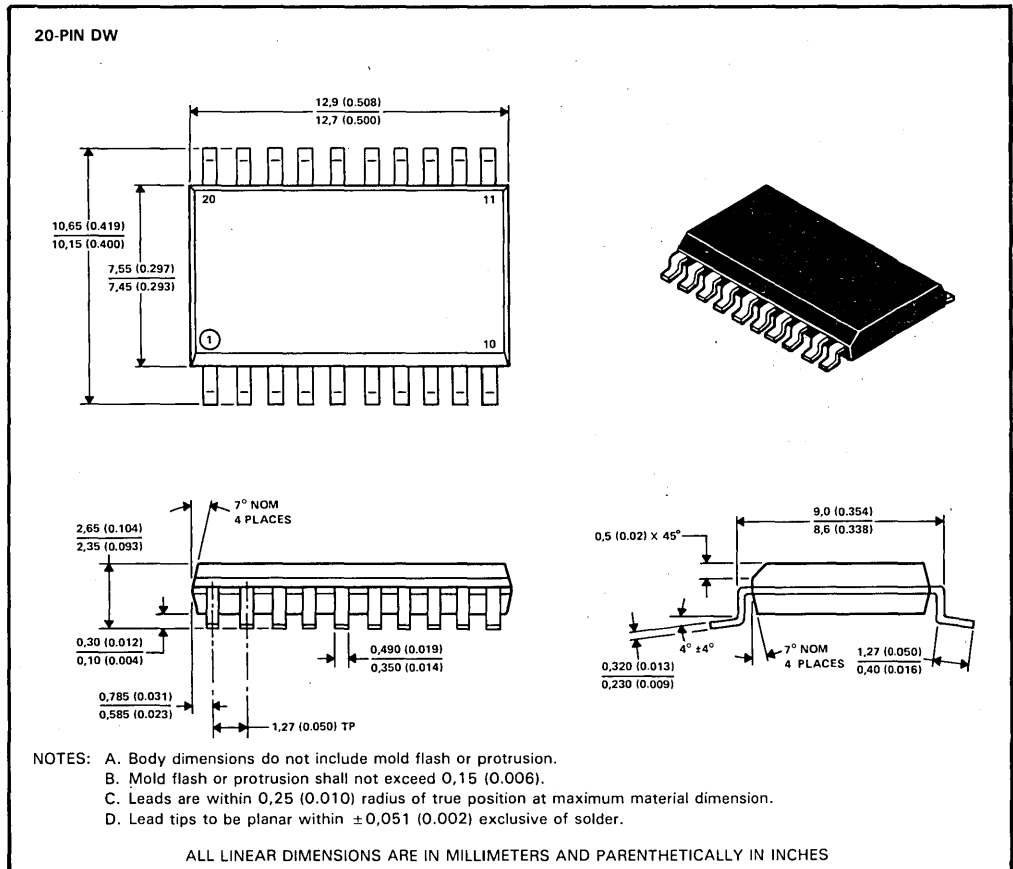 20-PIN DW
12,9 (0.508)
12,7 (0.500)
20
11
10,65 (0.419)
10,15 (0.400)
7,55 (0.297)
7,45 (0.293)
1
10
7° NOM
4 PLACES
2,65 (0.104)
2,35 (0.093)
0,30 (0.012)
0,10 (0.004)
0,490 (0.019)
0,350 (0.014)
0,785 (0.031)
0,585 (0.023)
1,27 (0.050) TP
9,0 (0.354)
8,6 (0.338)
0,5 (0.02) X 45°
4° ±4°
7° NOM
4 PLACES
0,320 (0.013)
0,230 (0.009)
1,27 (0.050)
0,40 (0.016)
NOTES: A. Body dimensions do not include mold flash or protrusion.
B. Mold flash or protrusion shall not exceed 0,15 (0.006).
C. Leads are within 0,25 (0.010) radius of true position at maximum material dimension.
D. Lead tips to be planar within ±0,051 (0.002) exclusive of solder.
ALL LINEAR DIMENSIONS ARE IN MILLIMETERS AND PARENTHETICALLY IN INCHES